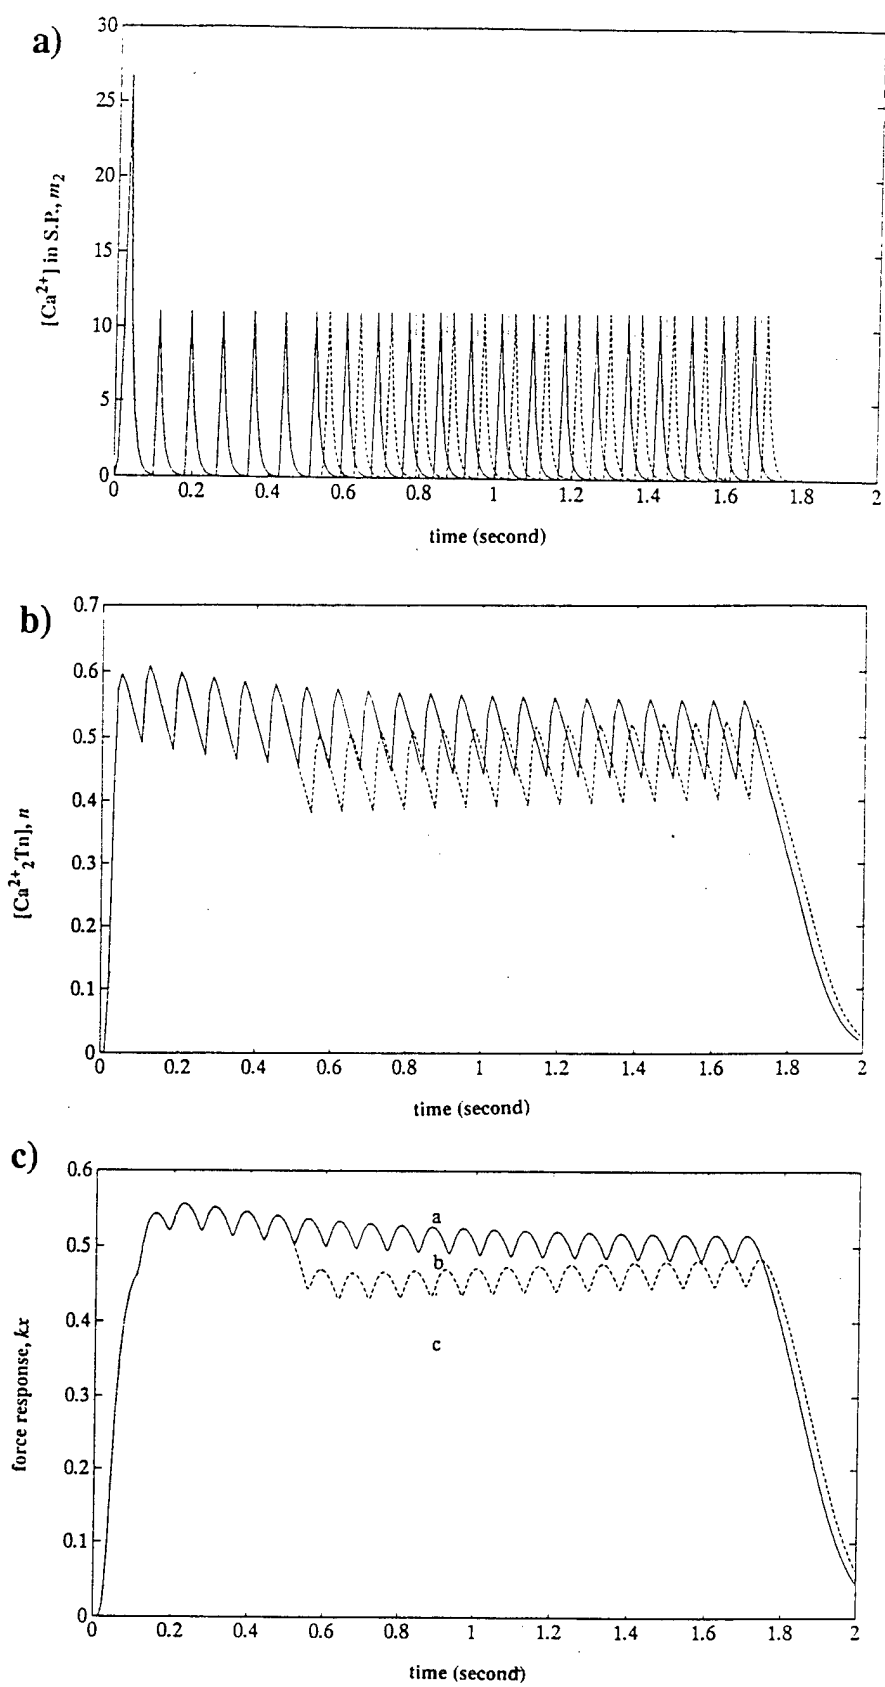 a)
30
25
20
15
10
5
0
[Ca2+] in S.P., m2
0 0.2 0.4 0.6 0.8 1 1.2 1.4 1.6 1.8 2
time (second)
b)
0.7
0.6
0.5
0.4
0.3
0.2
0.1
0
[Ca2+2Tn], n
0 0.2 0.4 0.6 0.8 1 1.2 1.4 1.6 1.8 2
time (second)
c)
0.6
0.5
0.4
0.3
0.2
0.1
0
force response, kx
a
b
c
0 0.2 0.4 0.6 0.8 1 1.2 1.4 1.6 1.8 2
time (second)